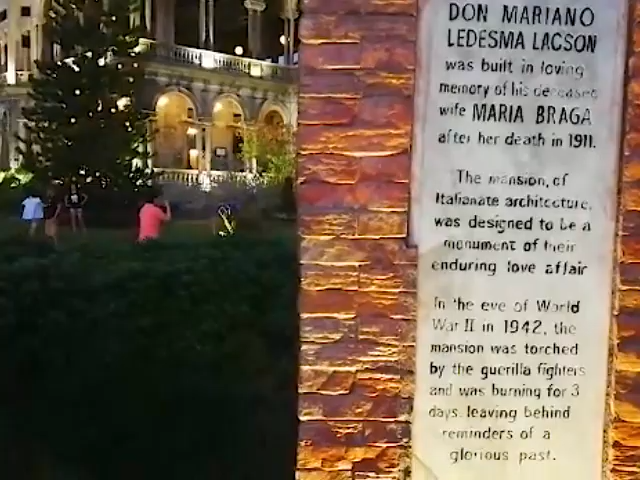 DON MARIANO
LEDESMA LACSON
was built in loving
memory of his deceased
wife MARIA BRAGA
after her death in 1911.
The mansion, of
Italianate architecture,
was designed to be a
monument of their
enduring love affair
In the eve of World
War II in 1942, the
mansion was torched
by the guerilla fighters
and was burning for 3
days, leaving behind
reminders of a
glorious past.